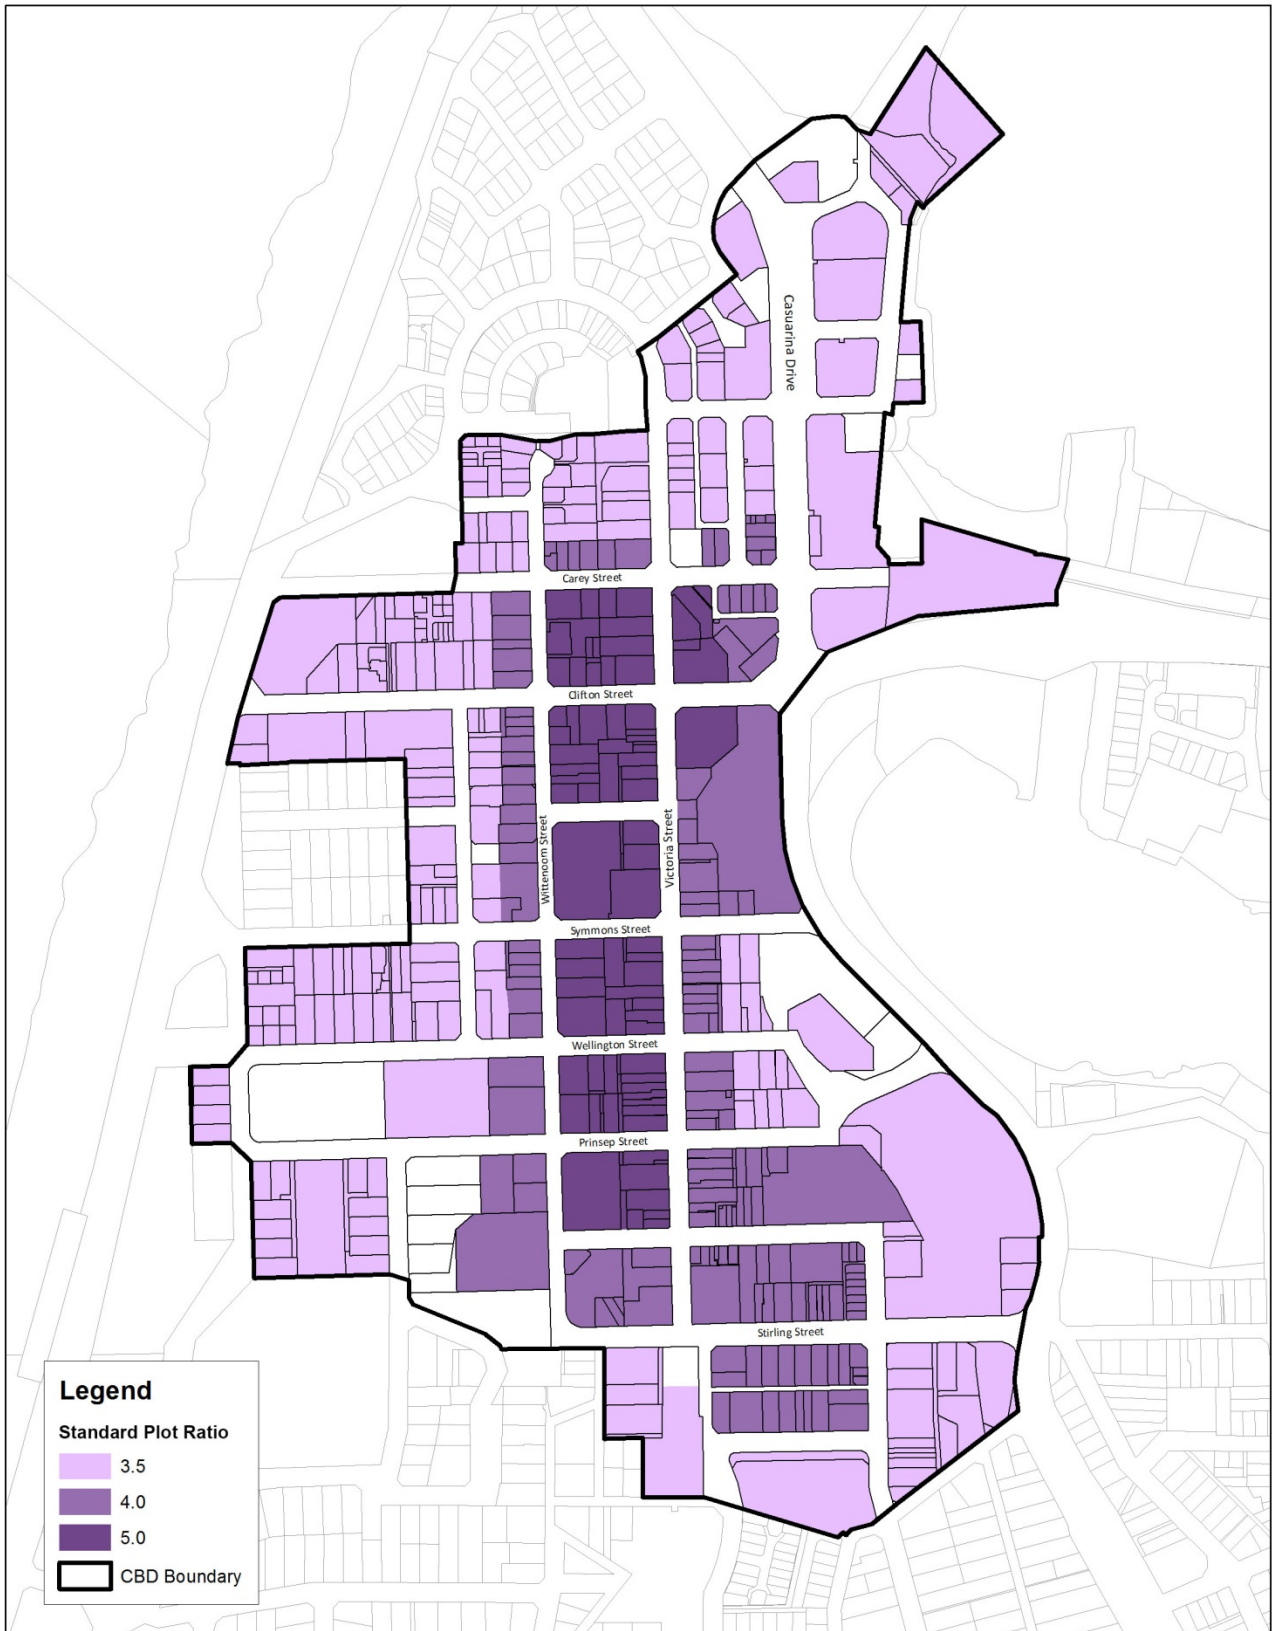 Casuarina Drive
Carey Street
Clifton Street
Wittenoom Street
Victoria Street
Symmons Street
Wellington Street
Prinsep Street
Stirling Street
Legend
Standard Plot Ratio
3.5
4.0
5.0
CBD Boundary